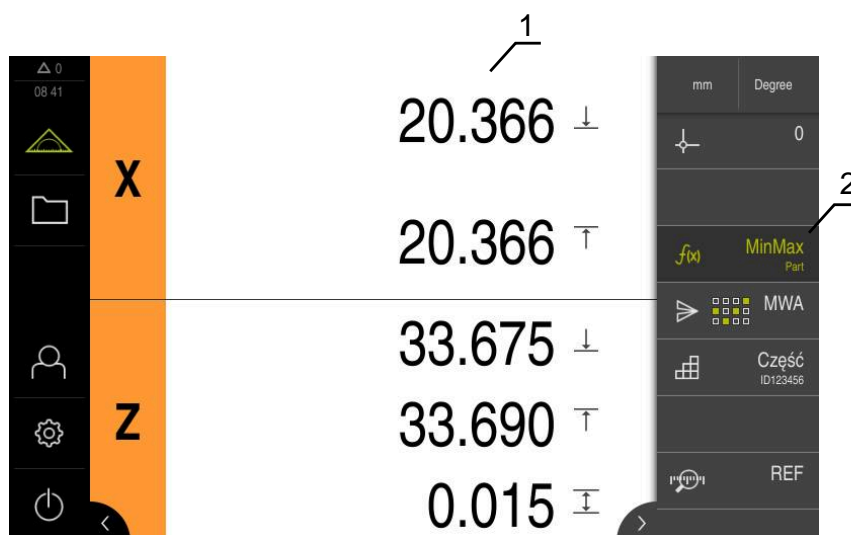 1
0
08 41
X
20.366
20.366
Z
33.675
33.690
0.015
mm Degree
0
2
f(x) MinMax
Part
MWA
Część
ID123456
REF